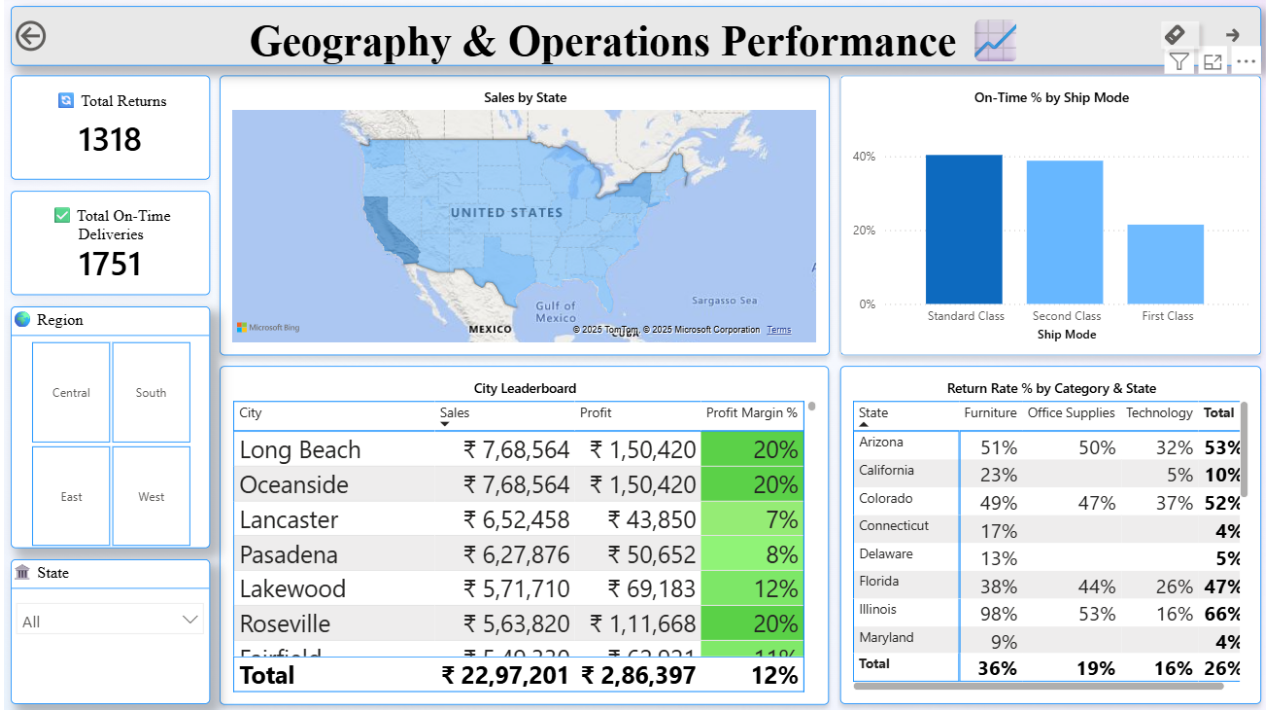 Geography & Operations Performance
Total Returns
1318
Total On-Time
Deliveries
1751
Region
Central South
East West
State
All
Sales by State
UNITED STATES
Gulf of
Mexico
Sargasso Sea
MEXICO
CUBA
Microsoft Bing
© 2025 TomTom, © 2025 Microsoft Corporation Terms
On-Time % by Ship Mode
40%
20%
0%
Standard Class Second Class First Class
Ship Mode
City Leaderboard
City Sales Profit Profit Margin %
Long Beach ₹ 7,68,564 ₹ 1,50,420 20%
Oceanside ₹ 7,68,564 ₹ 1,50,420 20%
Lancaster ₹ 6,52,458 ₹ 43,850 7%
Pasadena ₹ 6,27,876 ₹ 50,652 8%
Lakewood ₹ 5,71,710 ₹ 69,183 12%
Roseville ₹ 5,63,820 ₹ 1,11,668 20%
Fairfield
Total ₹ 22,97,201 ₹ 2,86,397 12%
Return Rate % by Category & State
State Furniture Office Supplies Technology Total
Arizona 51% 50% 32% 53%
California 23% 5% 10%
Colorado 49% 47% 37% 52%
Connecticut 17% 4%
Delaware 13% 5%
Florida 38% 44% 26% 47%
Illinois 98% 53% 16% 66%
Maryland 9% 4%
Total 36% 19% 16% 26%